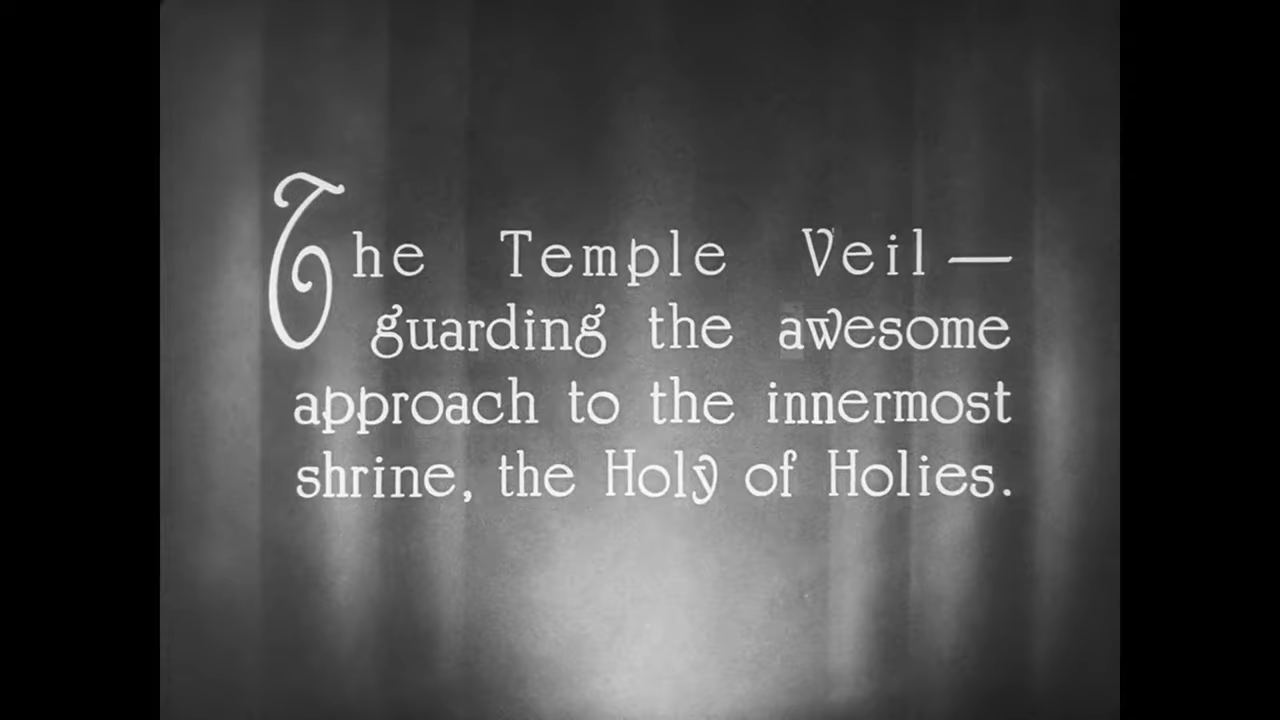 The Temple Veil —
guarding the awesome
approach to the innermost
shrine, the Holy of Holies.